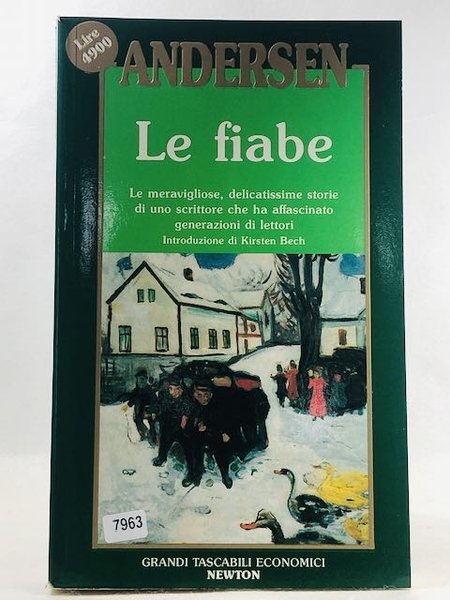 Lire
4900
ANDERSEN
Le fiabe
Le meravigliose, delicatissime storie
di uno scrittore che ha affascinato
generazioni di lettori
Introduzione di Kirsten Bech
7963
GRANDI TASCABILI ECONOMICI
NEWTON